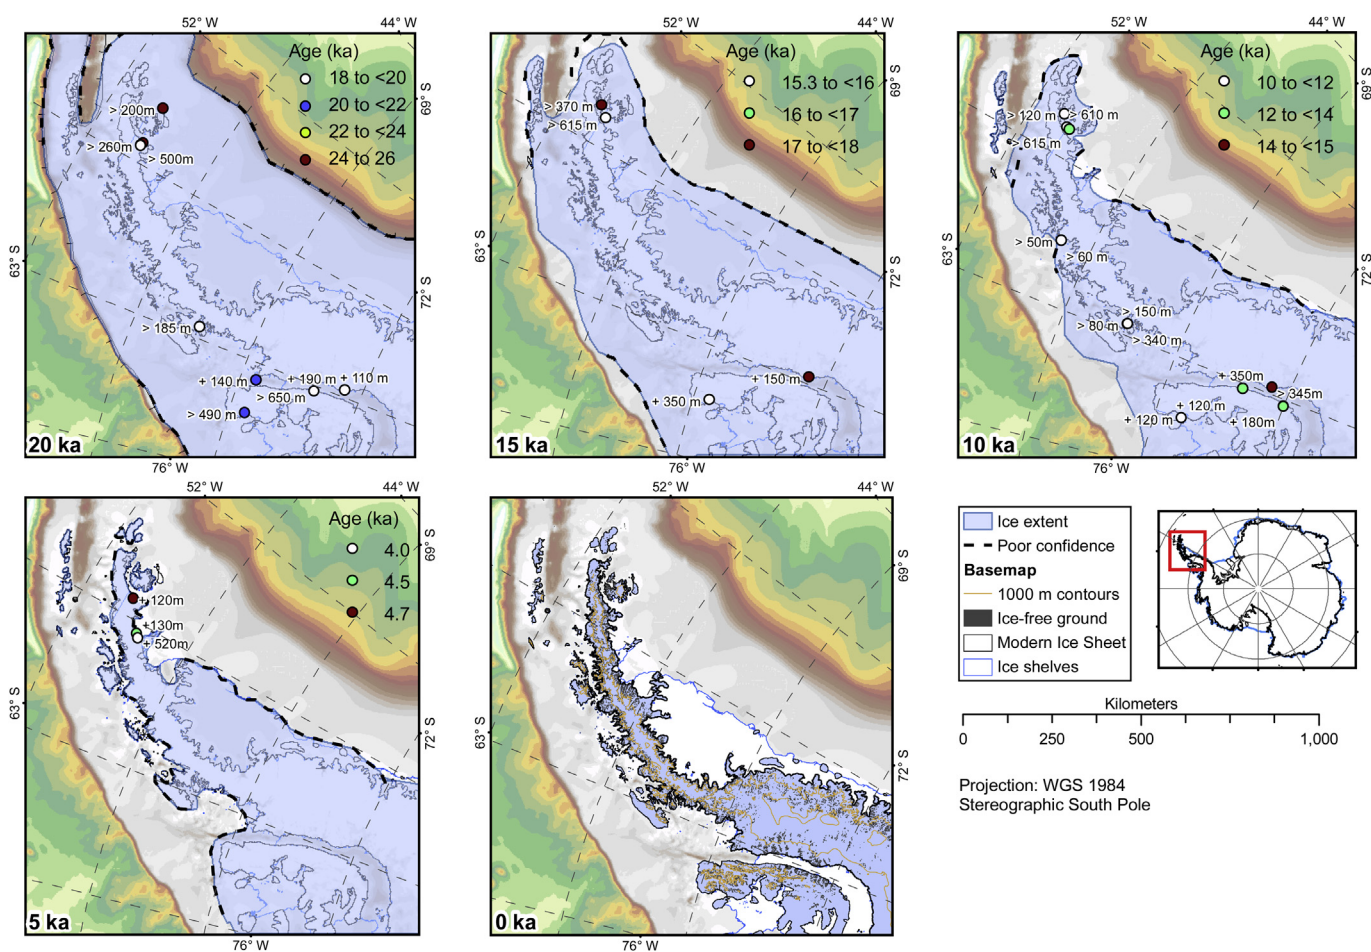 52° W
44° W
Age (ka)
18 to <20
20 to <22
22 to <24
24 to 26
> 200m
> 260m
> 500m
> 185 m
+ 140 m
+ 190 m
+ 110 m
> 650 m
> 490 m
69° S
63° S
72° S
20 ka
76° W
52° W
44° W
Age (ka)
15.3 to <16
16 to <17
17 to <18
> 370 m
> 615 m
+ 150 m
+ 350 m
69° S
63° S
72° S
15 ka
76° W
52° W
44° W
Age (ka)
10 to <12
12 to <14
14 to <15
> 120 m
> 610 m
> 615 m
> 50m
> 60 m
> 150 m
> 80 m
> 340 m
+ 350m
> 345m
+ 120 m
+ 120 m
+ 180m
69° S
63° S
72° S
10 ka
76° W
52° W
44° W
Age (ka)
4.0
4.5
4.7
+ 120m
+130m
+ 520m
69° S
63° S
72° S
5 ka
76° W
52° W
44° W
69° S
63° S
72° S
0 ka
76° W
Ice extent
Poor confidence
Basemap
1000 m contours
Ice-free ground
Modern Ice Sheet
Ice shelves
Kilometers
0 250 500 1,000
Projection: WGS 1984
Stereographic South Pole